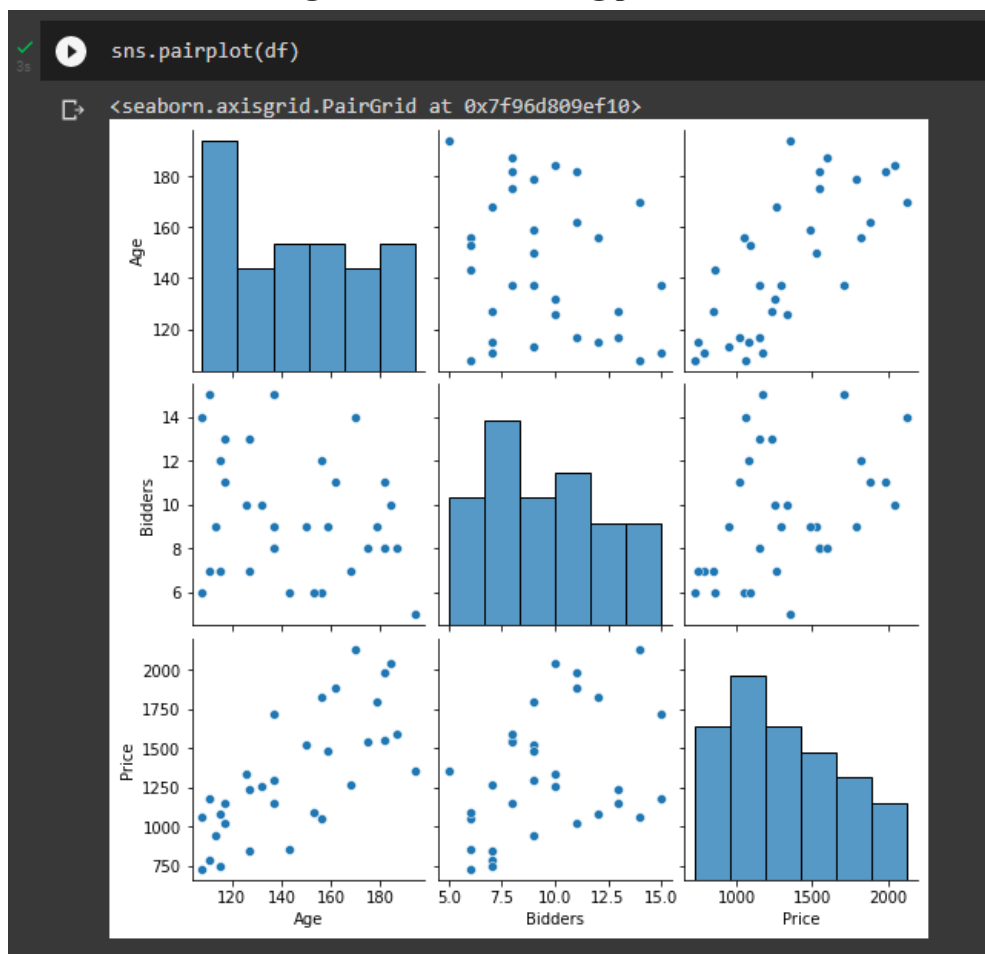 sns.pairplot(df)
3s
<seaborn.axisgrid.PairGrid at 0x7f96d809ef10>
180
160
140
120
Age
14
12
10
8
6
Bidders
2000
1750
1500
1250
1000
750
Price
120 140 160 180
5.0 7.5 10.0 12.5 15.0
1000 1500 2000
Age
Bidders
Price